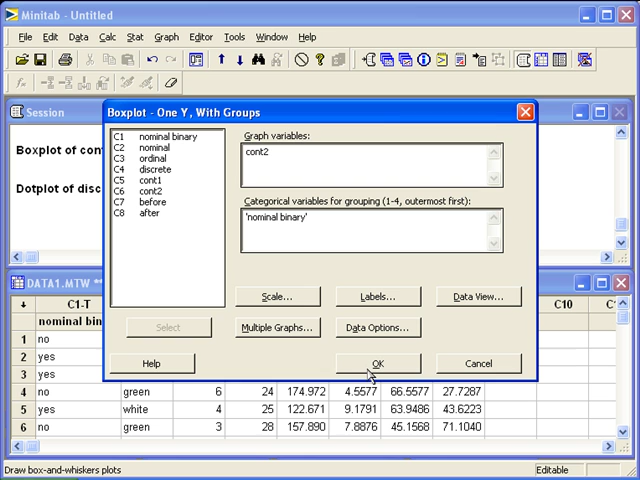 Minitab - Untitled
File Edit Data Calc Stat Graph Editor Tools Window Help
Session
Boxplot of cont
Dotplot of disc
Boxplot - One Y, With Groups
C1 nominal binary
C2 nominal
C3 ordinal
C4 discrete
C5 cont1
C6 cont2
C7 before
C8 after
Graph variables:
cont2
Categorical variables for grouping (1-4, outermost first):
'nominal binary'
Scale... Labels... Data View...
Select Multiple Graphs... Data Options...
Help OK Cancel
DATA1.MTW **
C1-T C10 C1
nominal bin
1 no
2 yes
3 yes
4 no green 6 24 174.972 4.5577 66.5577 27.7287
5 yes white 4 25 122.671 9.1791 63.9486 43.6223
6 no green 3 28 157.890 7.8876 45.1568 71.1040
Draw box-and-whiskers plots Editable